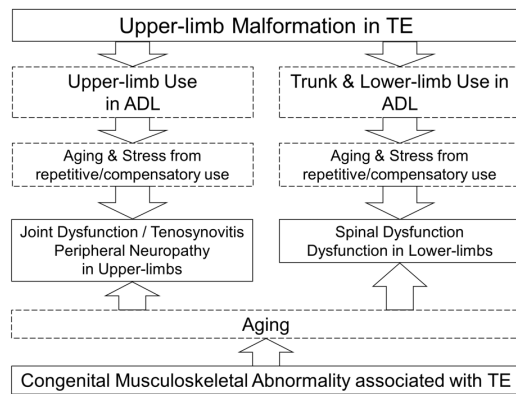 Upper-limb Malformation in TE
Upper-limb Use
in ADL
Trunk & Lower-limb Use in
ADL
Aging & Stress from
repetitive/compensatory use
Aging & Stress from
repetitive/compensatory use
Joint Dysfunction / Tenosynovitis
Peripheral Neuropathy
in Upper-limbs
Spinal Dysfunction
Dysfunction in Lower-limbs
Aging
Congenital Musculoskeletal Abnormality associated with TE